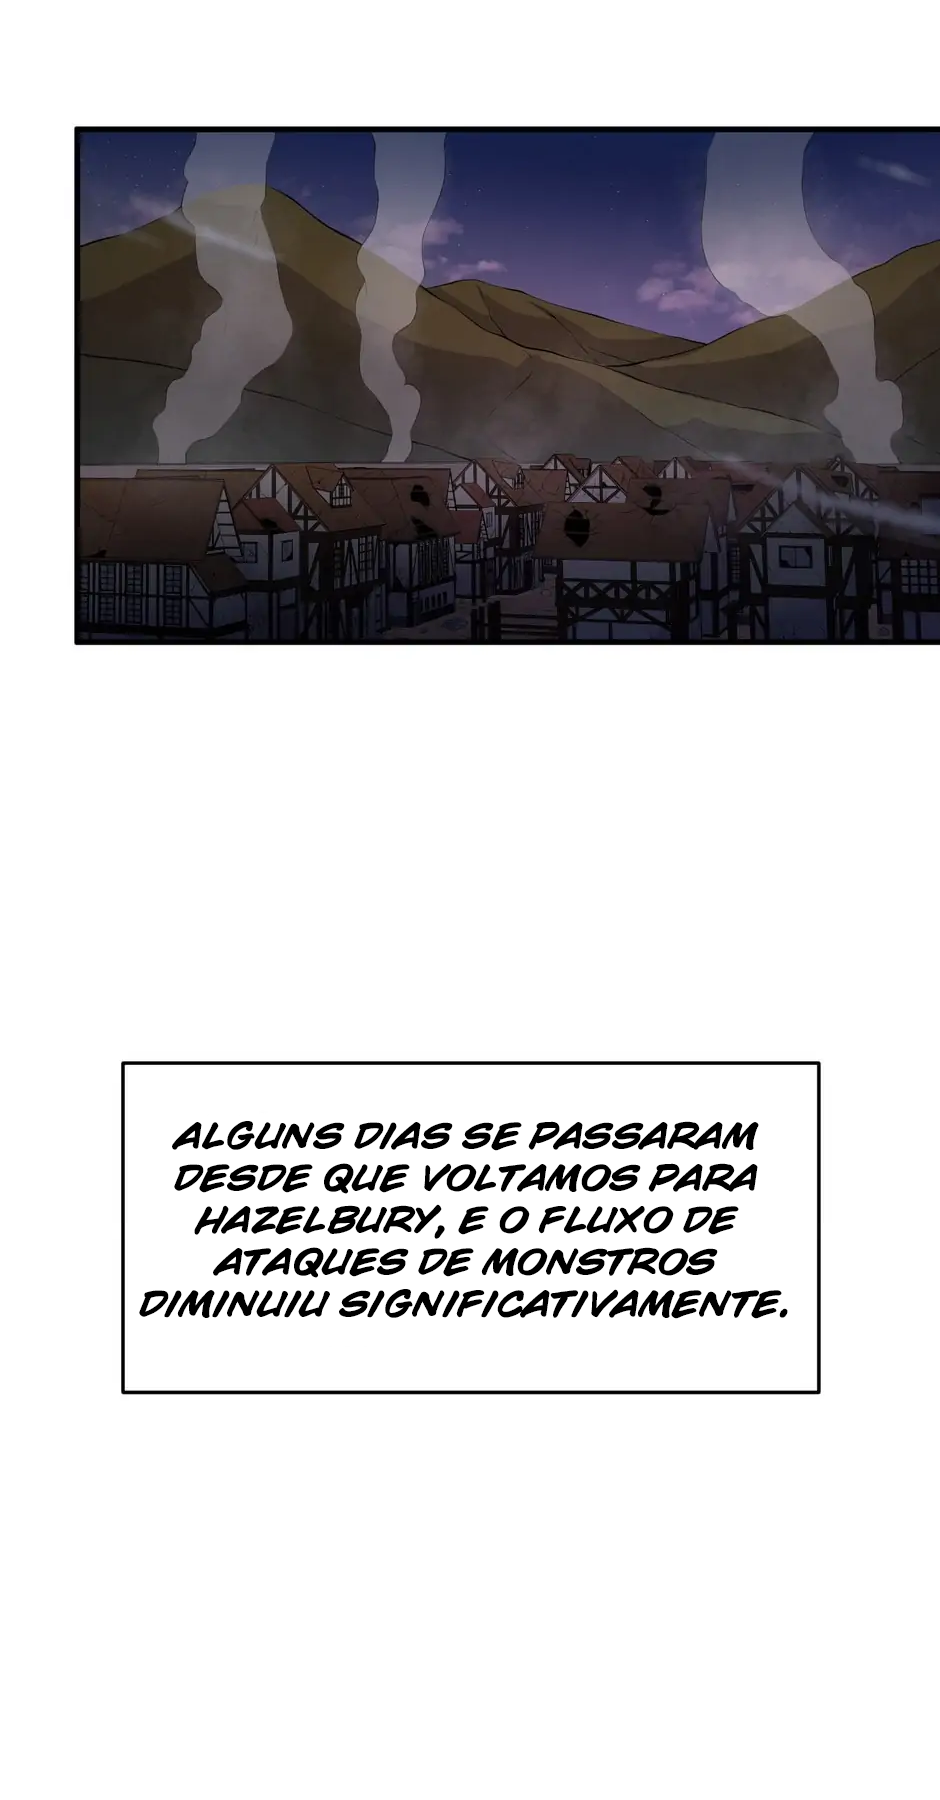 ALGUNS DIAS SE PASSARAM
DESDE QUE VOLTAMOS PARA
HAZELBURY, E O FLUXO DE
ATAQUES DE MONSTROS
DIMINUIU SIGNIFICATIVAMENTE.